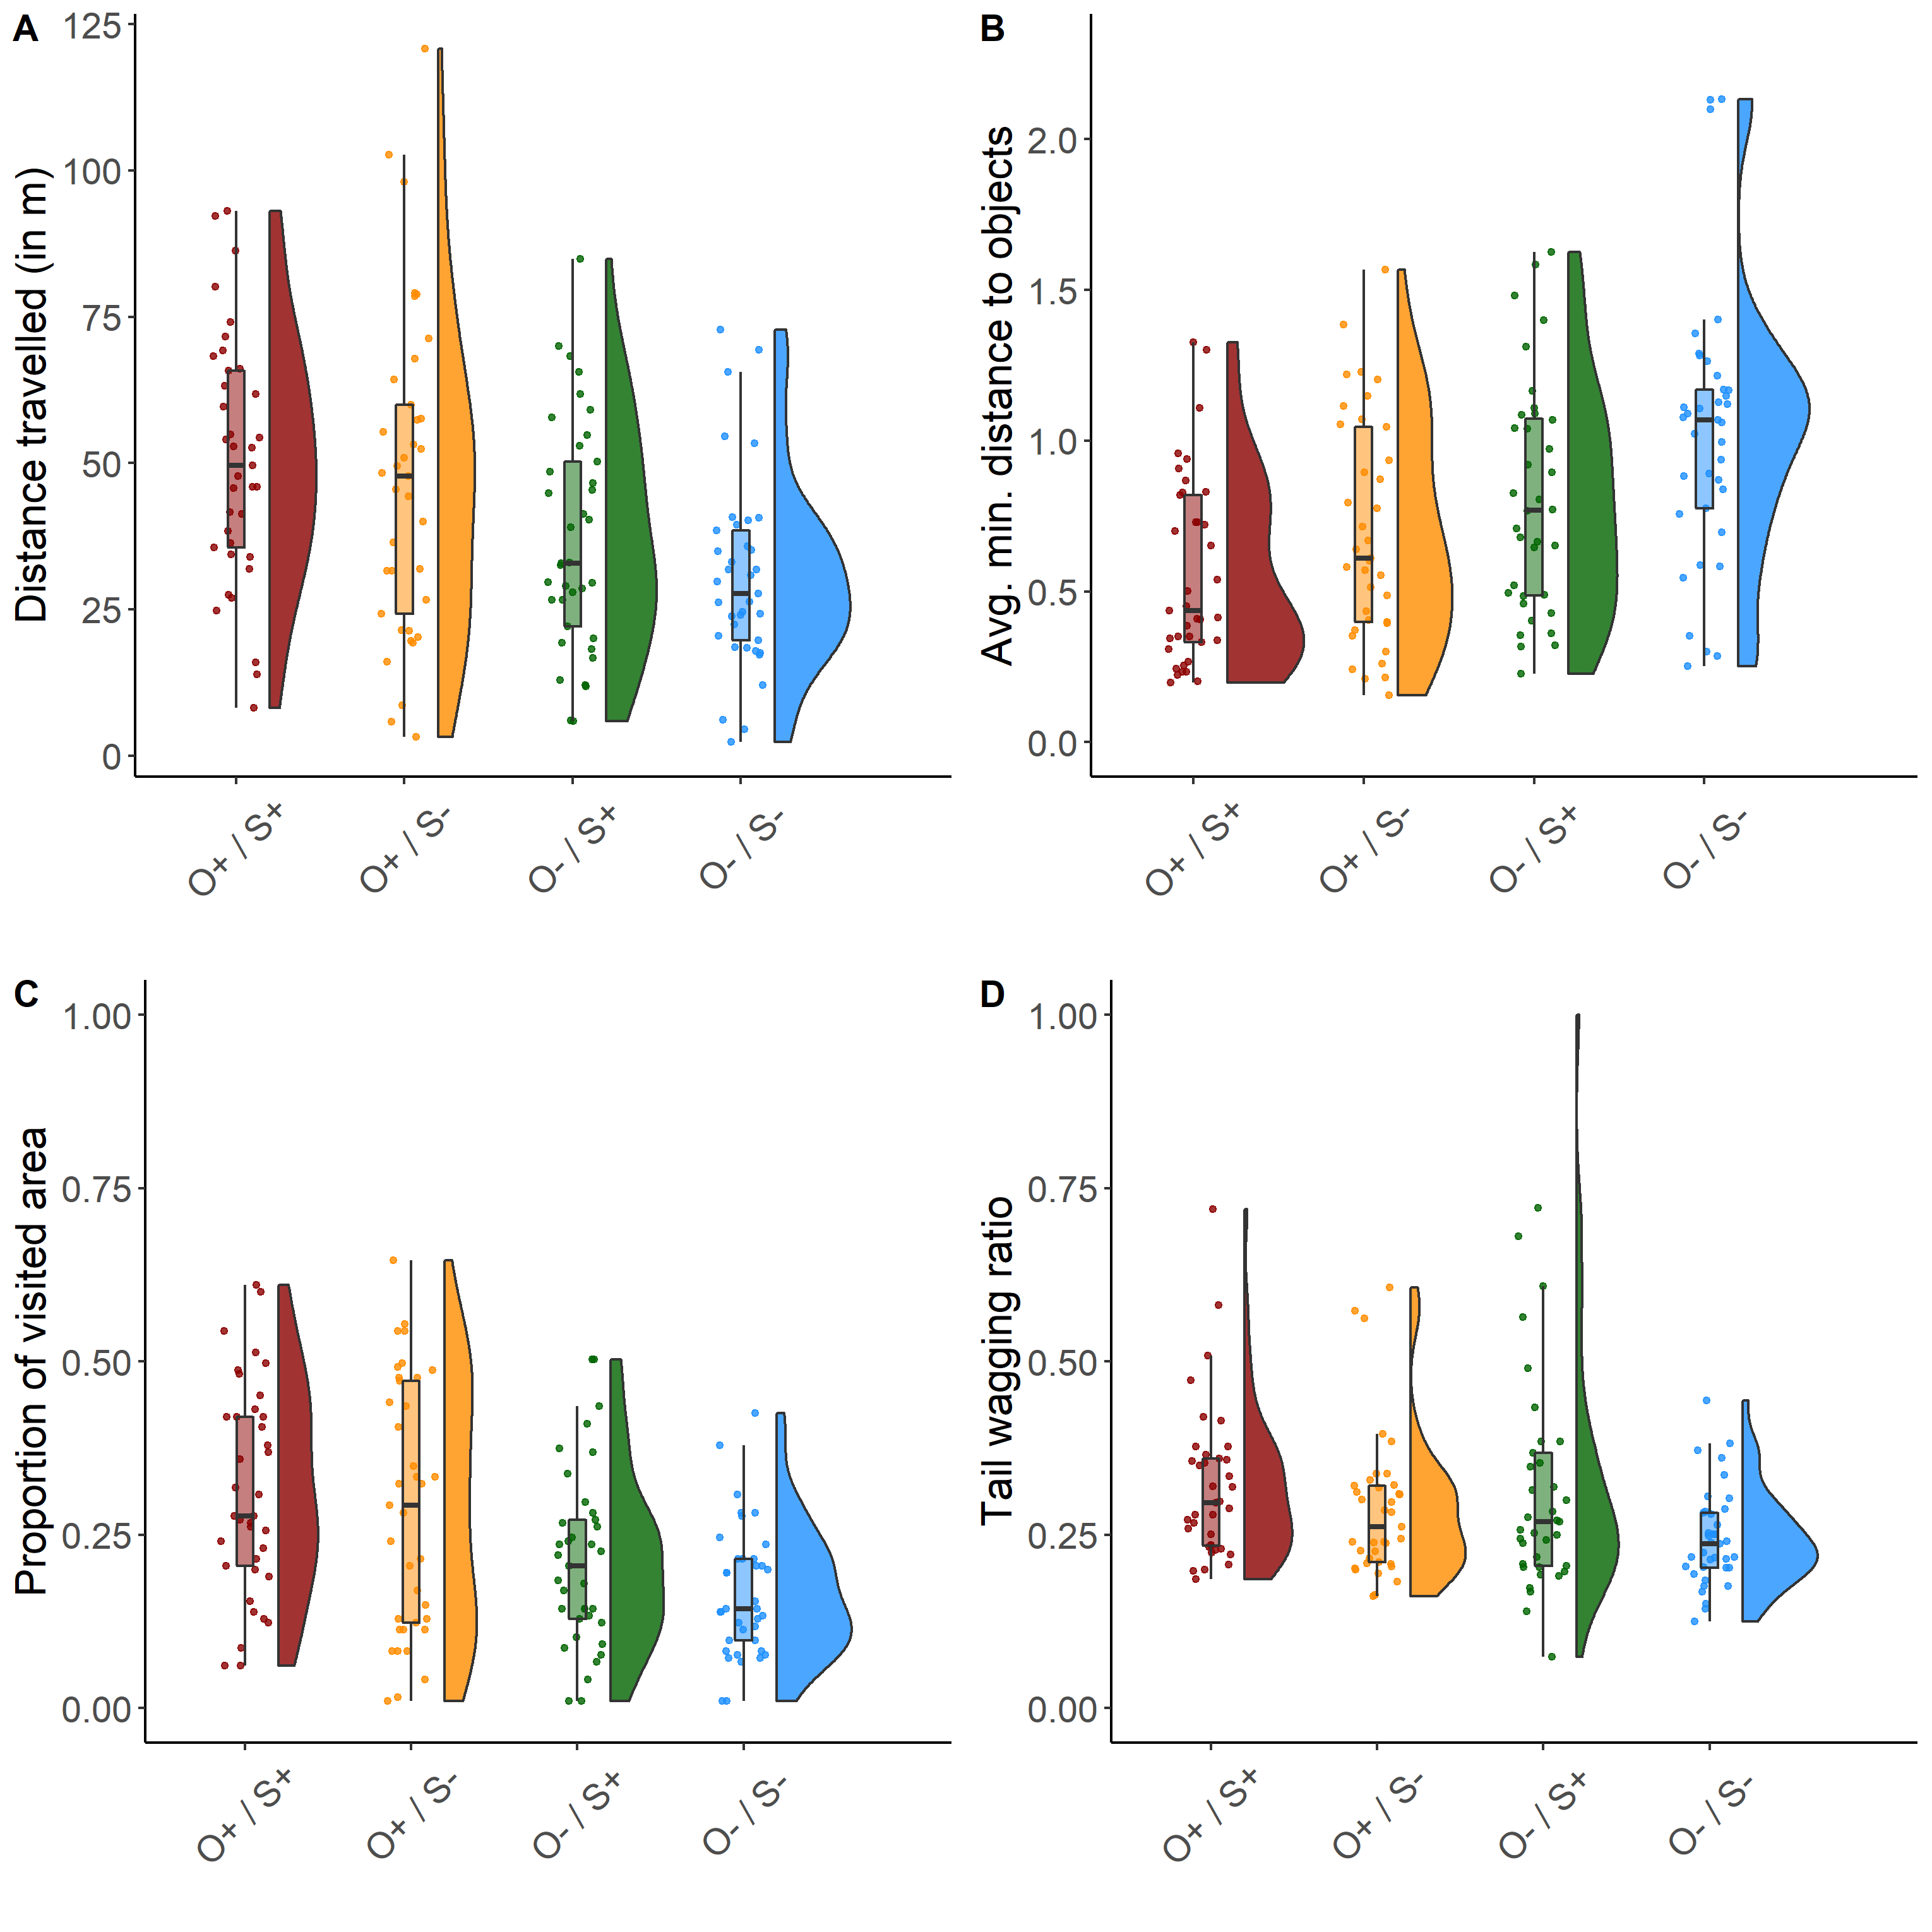 A
Distance travelled (in m)
125
100
75
50
25
0
O+ / S+
O+ / S-
O- / S+
O- / S-
B
Avg. min. distance to objects
2.0
1.5
1.0
0.5
0.0
O+ / S+
O+ / S-
O- / S+
O- / S-
C
Proportion of visited area
1.00
0.75
0.50
0.25
0.00
O+ / S+
O+ / S-
O- / S+
O- / S-
D
Tail wagging ratio
1.00
0.75
0.50
0.25
0.00
O+ / S+
O+ / S-
O- / S+
O- / S-